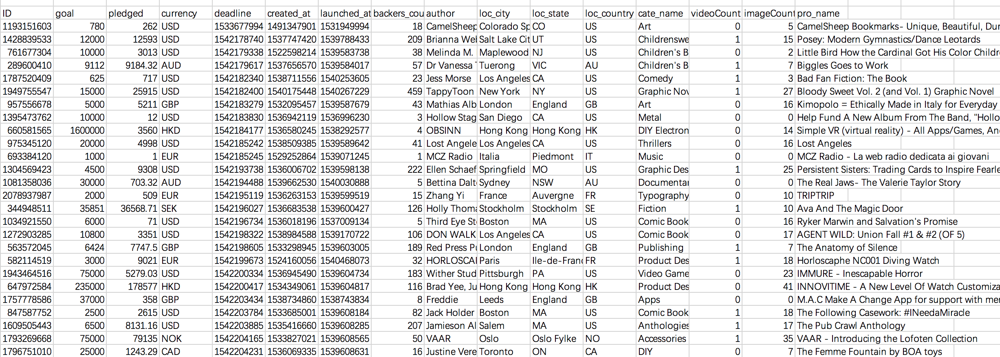 ID goal pledged currency deadline created_at launched_at backers_cou author loc_city loc_state loc_country cate_name videoCount imageCount pro_name
1193151603 780 262 USD 1533677994 1491347901 1531949994 18 CamelSheep Colorado Sp CO US Art 0 5 CamelSheep Bookmarks- Unique, Beautiful, Dur
1428839533 12000 12593 USD 1542178740 1537747420 1539788433 209 Brianna Wel Salt Lake Cit UT US Childrenswe 1 15 Posey: Modern Gymnastics/Dance Leotards
761677304 10000 3013 USD 1542179338 1522598214 1539583738 38 Melinda M. Maplewood NJ US Children's B 0 2 Little Bird How the Cardinal Got His Color Childr
289600410 9112 9184.32 AUD 1542179617 1537656570 1539584017 57 Dr Vanessa Tuerong VIC AU Children's B 1 7 Biggles Goes to Work
1787520409 625 717 USD 1542182340 1538711556 1540253605 23 Jess Morse Los Angeles CA US Comedy 1 3 Bad Fan Fiction: The Book
1949755547 15000 25915 USD 1542182400 1540175448 1540267229 459 TappyToon New York NY US Graphic Nov 1 27 Bloody Sweet Vol. 2 (and Vol. 1) Graphic Novel
957556678 5000 5211 GBP 1542183279 1532095457 1539587679 43 Mathias Alb London England GB Art 0 16 Kimopolo = Ethically Made in Italy for Everyday
1395473762 10000 12 USD 1542183830 1536942119 1536996230 3 Hollow Stag San Diego CA US Metal 0 0 Help Fund A New Album From The Band, "Hollo
660581565 1600000 3560 HKD 1542184177 1536580245 1538292577 4 OBSINN Hong Kong Hong Kong HK DIY Electron 0 14 Simple VR (virtual reality) - All Apps/Games, An
975345120 20000 4998 USD 1542185242 1538509385 1539589642 41 Lost Angele Los Angeles CA US Thrillers 0 16 Lost Angeles
693384120 1000 1 EUR 1542185245 1529252864 1539071245 1 MCZ Radio Italia Piedmont IT Music 0 0 MCZ Radio - La web radio dedicata ai giovani
1304569423 4500 9308 USD 1542193738 1536006702 1539598138 222 Ellen Schaef Springfield MO US Graphic Des 1 25 Persistent Sisters: Trading Cards to Inspire Fearle
1081358036 30000 703.32 AUD 1542194488 1539662530 1540030888 5 Bettina Dalt Sydney NSW AU Documentar 0 0 The Real Jaws- The Valerie Taylor Story
2078937987 2000 509 EUR 1542195119 1536263153 1539599519 15 Zhang Yi France Auvergne FR Typography 0 10 TRIPTRIP
344948511 35851 36568.71 SEK 1542196027 1536683538 1539600427 126 Holly Thoma Stockholm Stockholm SE Fiction 1 10 Ava And The Magic Door
1034921550 6000 71 USD 1542196734 1536018196 1537009134 5 Third Eye St Boston MA US Comic Book 0 16 Ryker Marwin and Salvation's Promise
1272903285 10800 3351 USD 1542198322 1538984588 1539170722 106 DON WALK Los Angeles CA US Comic Book 0 17 AGENT WILD: Union Fall #1 & #2 (OF 5)
563572045 6424 7747.5 GBP 1542198605 1533298945 1539603005 189 Red Press Pu London England GB Publishing 1 7 The Anatomy of Silence
582114519 3000 9021 EUR 1542199673 1524160056 1540468073 32 HORLOSCAI Paris Ile-de-Franc FR Product Des 1 18 Horloscaphe NC001 Diving Watch
1943464516 75000 5279.03 USD 1542200334 1536945490 1539604734 183 Wither Stud Pittsburgh PA US Video Game 0 23 IMMURE - Inescapable Horror
647972584 235000 178577 HKD 1542200417 1534349061 1539604817 116 Brad Yee, Ju Hong Kong Hong Kong HK Product Des 0 41 INNOVITIME - A New Level Of Watch Customiza
1757778586 37000 358 GBP 1542203434 1538734860 1538743834 8 Freddie Leeds England GB Apps 0 0 M.A.C Make A Change App for support with mer
847587752 2500 2615 USD 1542203784 1533685001 1539608184 82 Jack Holder Boston MA US Comic Book 1 18 The Following Casework: #INeedaMiracle
1609505443 6500 8131.16 USD 1542203885 1535416660 1539608285 207 Jamieson Al Salem MA US Anthologies 1 17 The Pub Crawl Anthology
1793269668 75000 79135 NOK 1542204165 1533827021 1539608565 50 VAAR Oslo Oslo Fylke NO Accessories 1 35 VAAR - Introducing the Lofoten Collection
1796751010 25000 1243.29 CAD 1542204231 1536069335 1539608631 16 Justine Vere Toronto ON CA DIY 0 7 The Femme Fountain by BOA toys